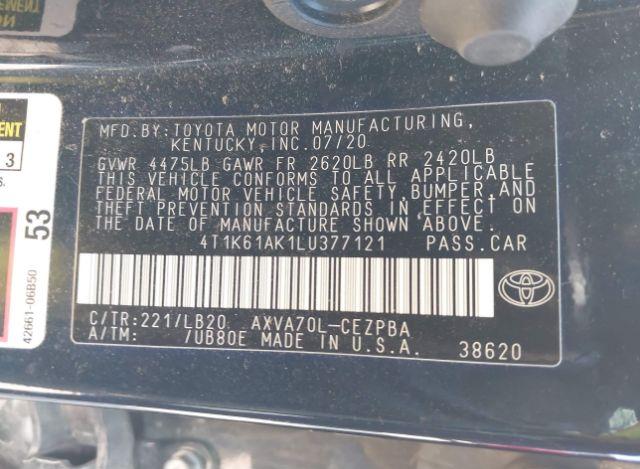 MFD.BY:TOYOTA MOTOR MANUFACTURING,
KENTUCKY,INC.07/20
GVWR 4475LB GAWR FR 2620LB RR 2420LB
THIS VEHICLE CONFORMS TO ALL APPLICABLE
FEDERAL MOTOR VEHICLE SAFETY,BUMPER,AND
THEFT PREVENTION STANDARDS IN EFFECT ON
THE DATE OF MANUFACTURE SHOWN ABOVE.
4T1K61AK1LU377121 PASS.CAR
C/TR:221/LB20 AXVA70L-CEZPBA
A/TM: /UB80E MADE IN U.S.A. 38620
3
S.
53
42661-06B50